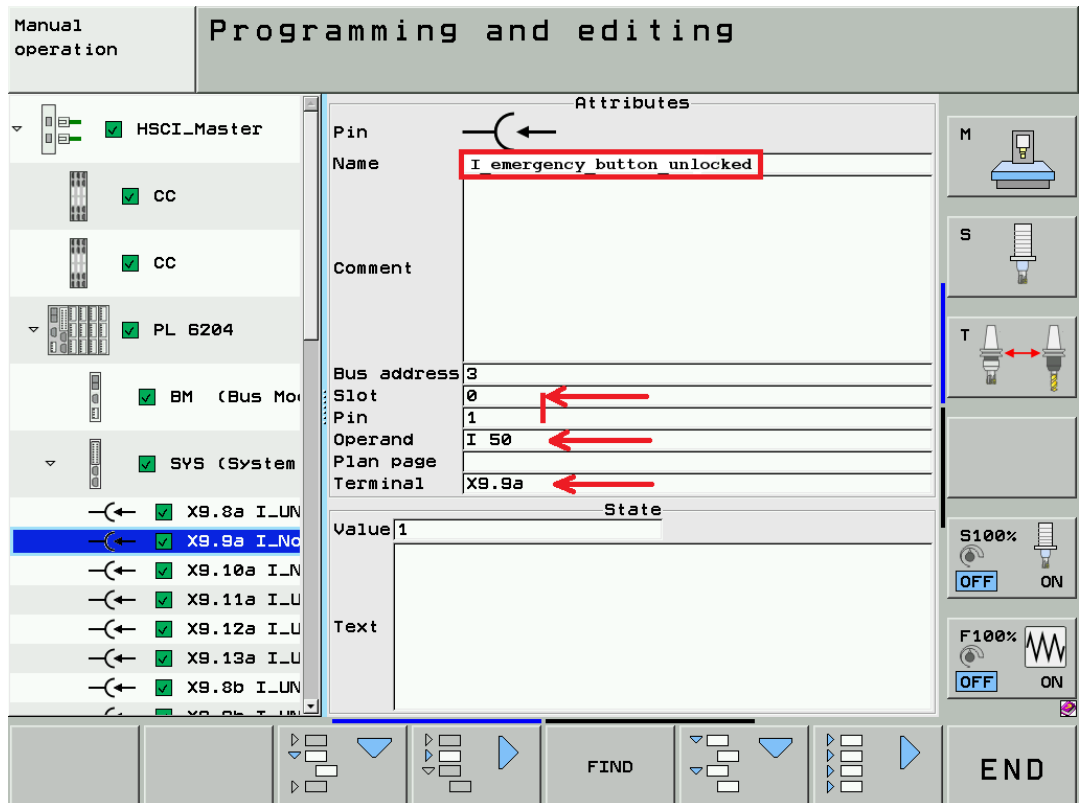 Manual
operation
Programming and editing
HSCI_Master
CC
CC
PL 6204
BM (Bus Mo
SYS (System
X9.8a I_UN
X9.9a I_No
X9.10a I_N
X9.11a I_U
X9.12a I_U
X9.13a I_U
X9.8b I_UN
Attributes
Pin
Name I_emergency_button_unlocked
Comment
Bus address 3
Slot 0
Pin 1
Operand I 50
Plan page
Terminal X9.9a
State
Value 1
Text
M
S
T
S100%
OFF ON
F100%
OFF ON
FIND
END